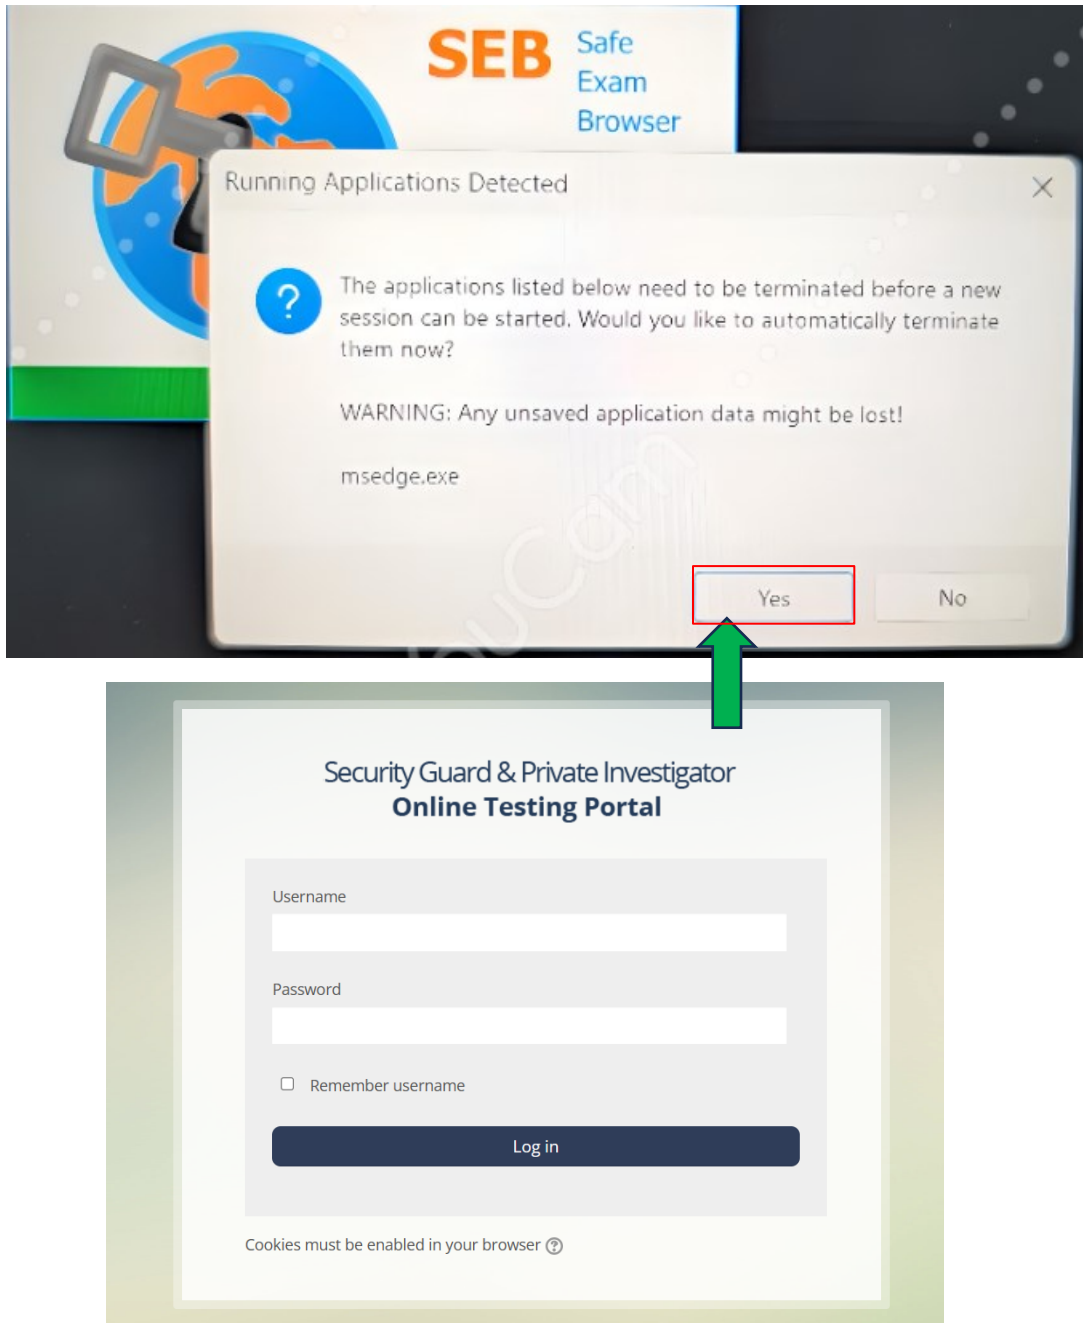 SEB
Safe
Exam
Browser
Running Applications Detected
The applications listed below need to be terminated before a new
session can be started. Would you like to automatically terminate
them now?
WARNING: Any unsaved application data might be lost!
msedge.exe
Yes
No
Security Guard & Private Investigator
Online Testing Portal
Username
Password
Remember username
Log in
Cookies must be enabled in your browser